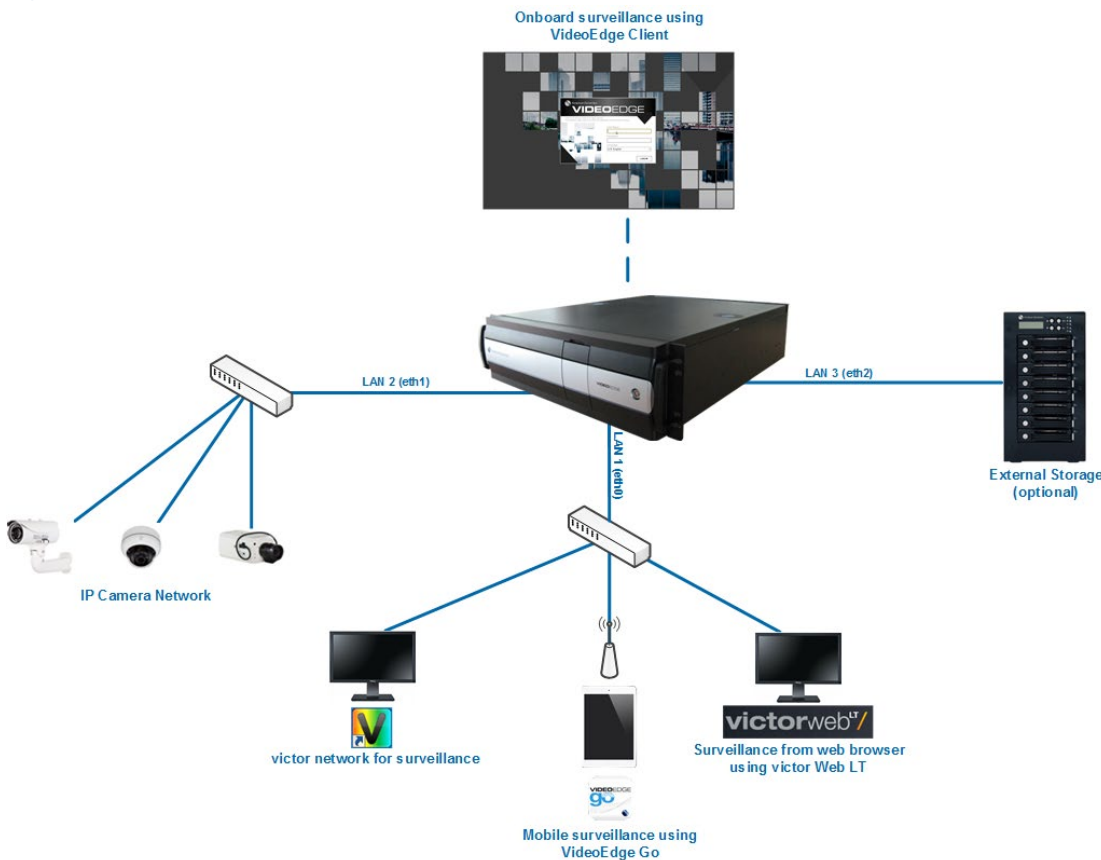 Onboard surveillance using
VideoEdge Client
VIDEOEDGE
LAN 2 (eth1)
LAN 3 (eth2)
VIDEOEDGE
LAN 1 (eth0)
External Storage
(optional)
IP Camera Network
victor network for surveillance
victorwebLT/
Surveillance from web browser
using victor Web LT
VIDEOEDGE
go
Mobile surveillance using
VideoEdge Go